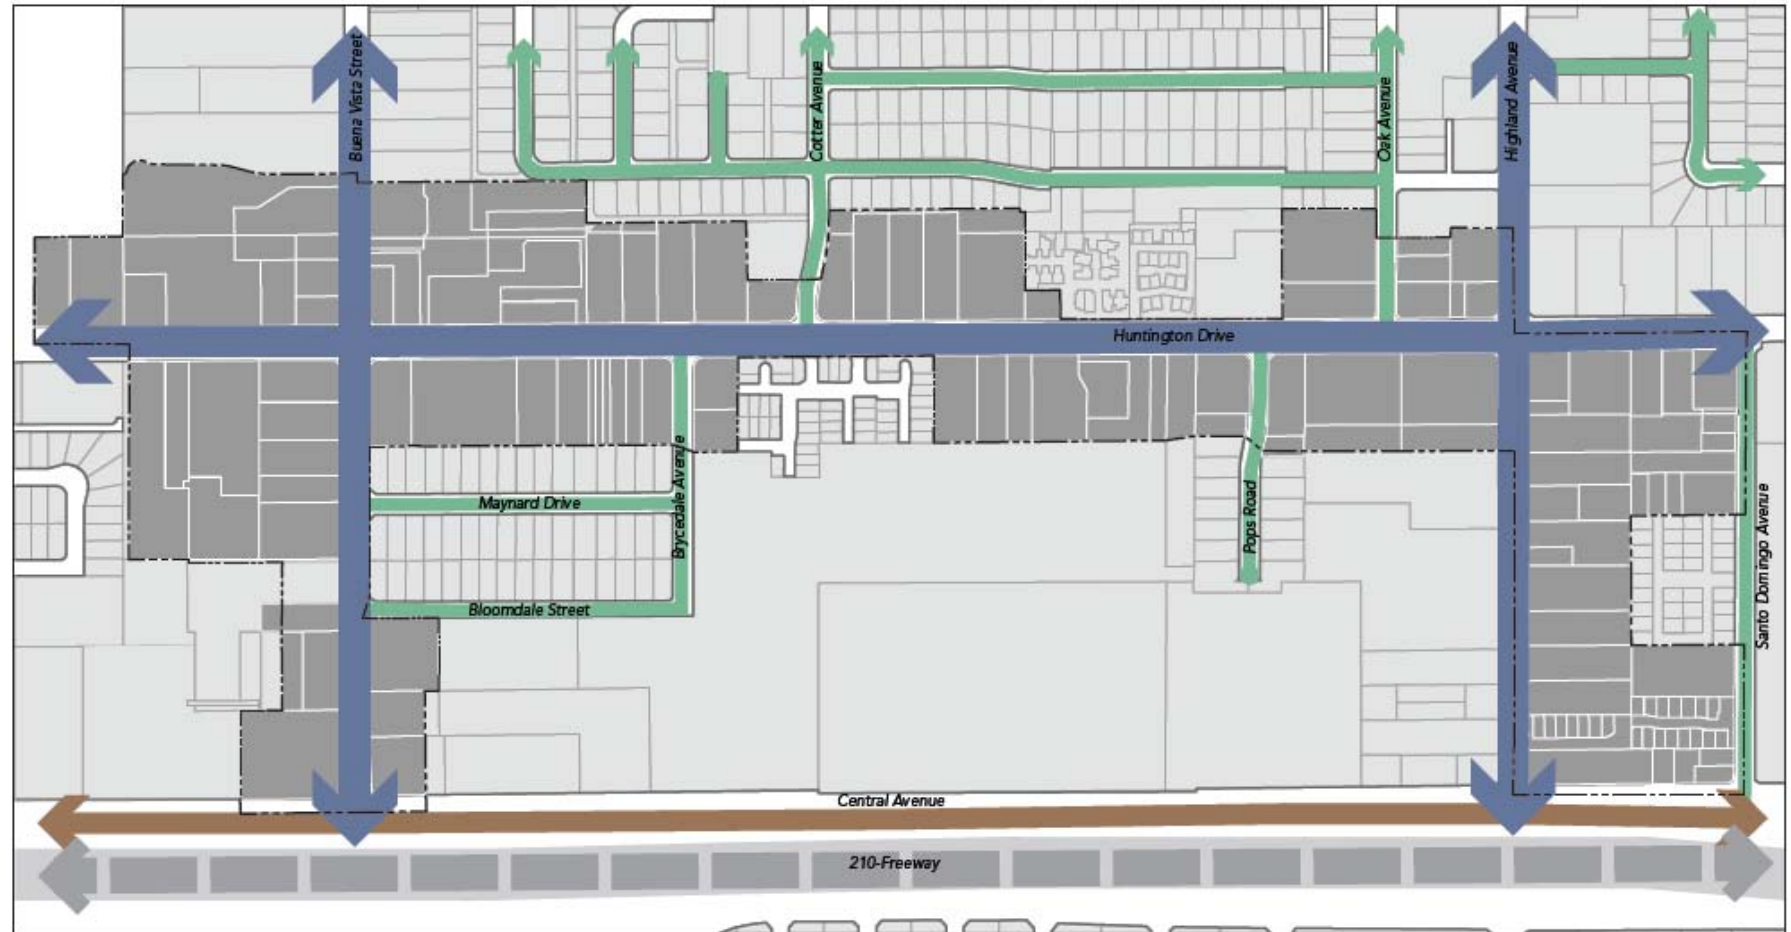 Buena Vista Street
Cotter Avenue
Oak Avenue
Highland Avenue
Huntington Drive
Maynard Drive
Brycedale Avenue
Pops Road
Santo Domingo Avenue
Bloomdale Street
Central Avenue
210-Freeway